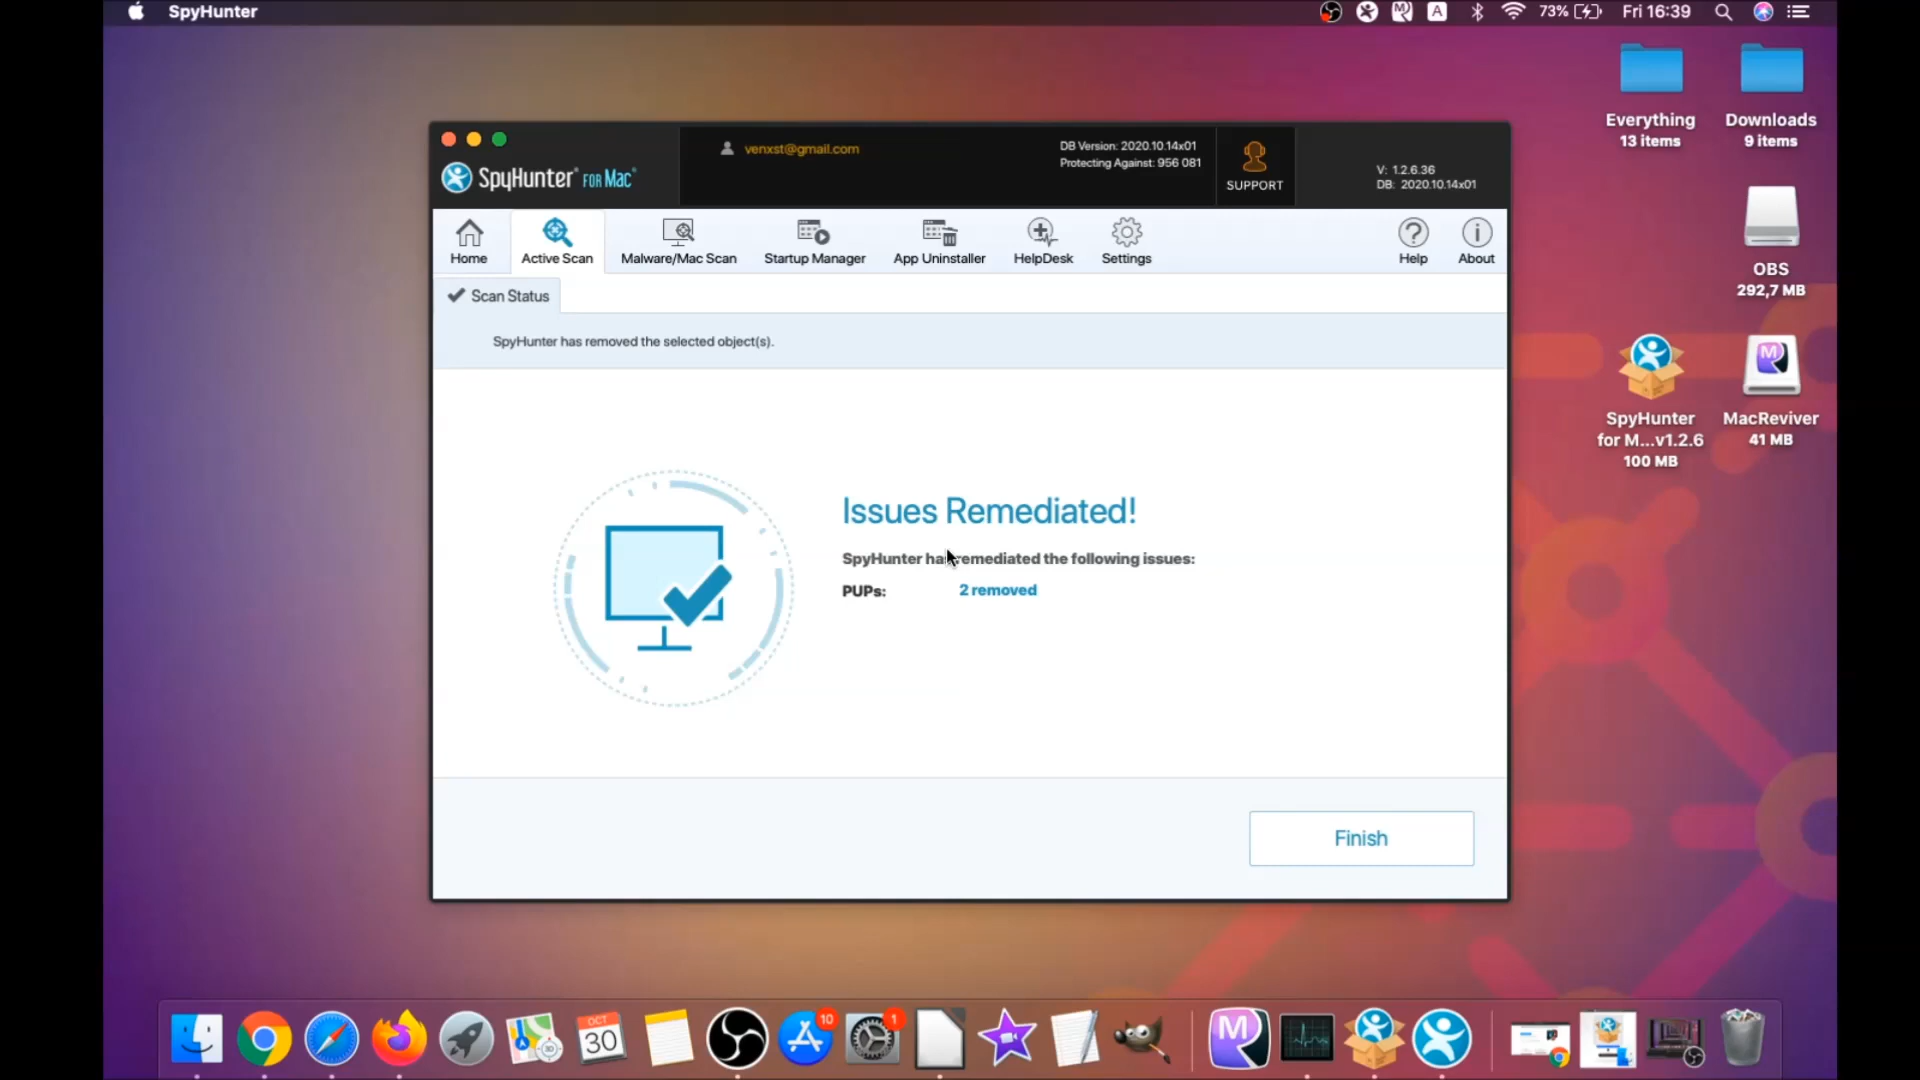 SpyHunter
A
73%
Fri 16:39
Everything
13 items
Downloads
9 items
OBS
292,7 MB
SpyHunter
for M...v1.2.6
100 MB
MacReviver
41 MB
SpyHunter® FOR MAC®
venxst@gmail.com
DB Version: 2020.10.14x01
Protecting Against: 956 081
SUPPORT
V: 1.2.6.36
DB: 2020.10.14x01
Home
Active Scan
Malware/Mac Scan
Startup Manager
App Uninstaller
HelpDesk
Settings
Help
About
Scan Status
SpyHunter has removed the selected object(s).
Issues Remediated!
SpyHunter has remediated the following issues:
PUPs: 2 removed
Finish
OCT
30
10
1
M